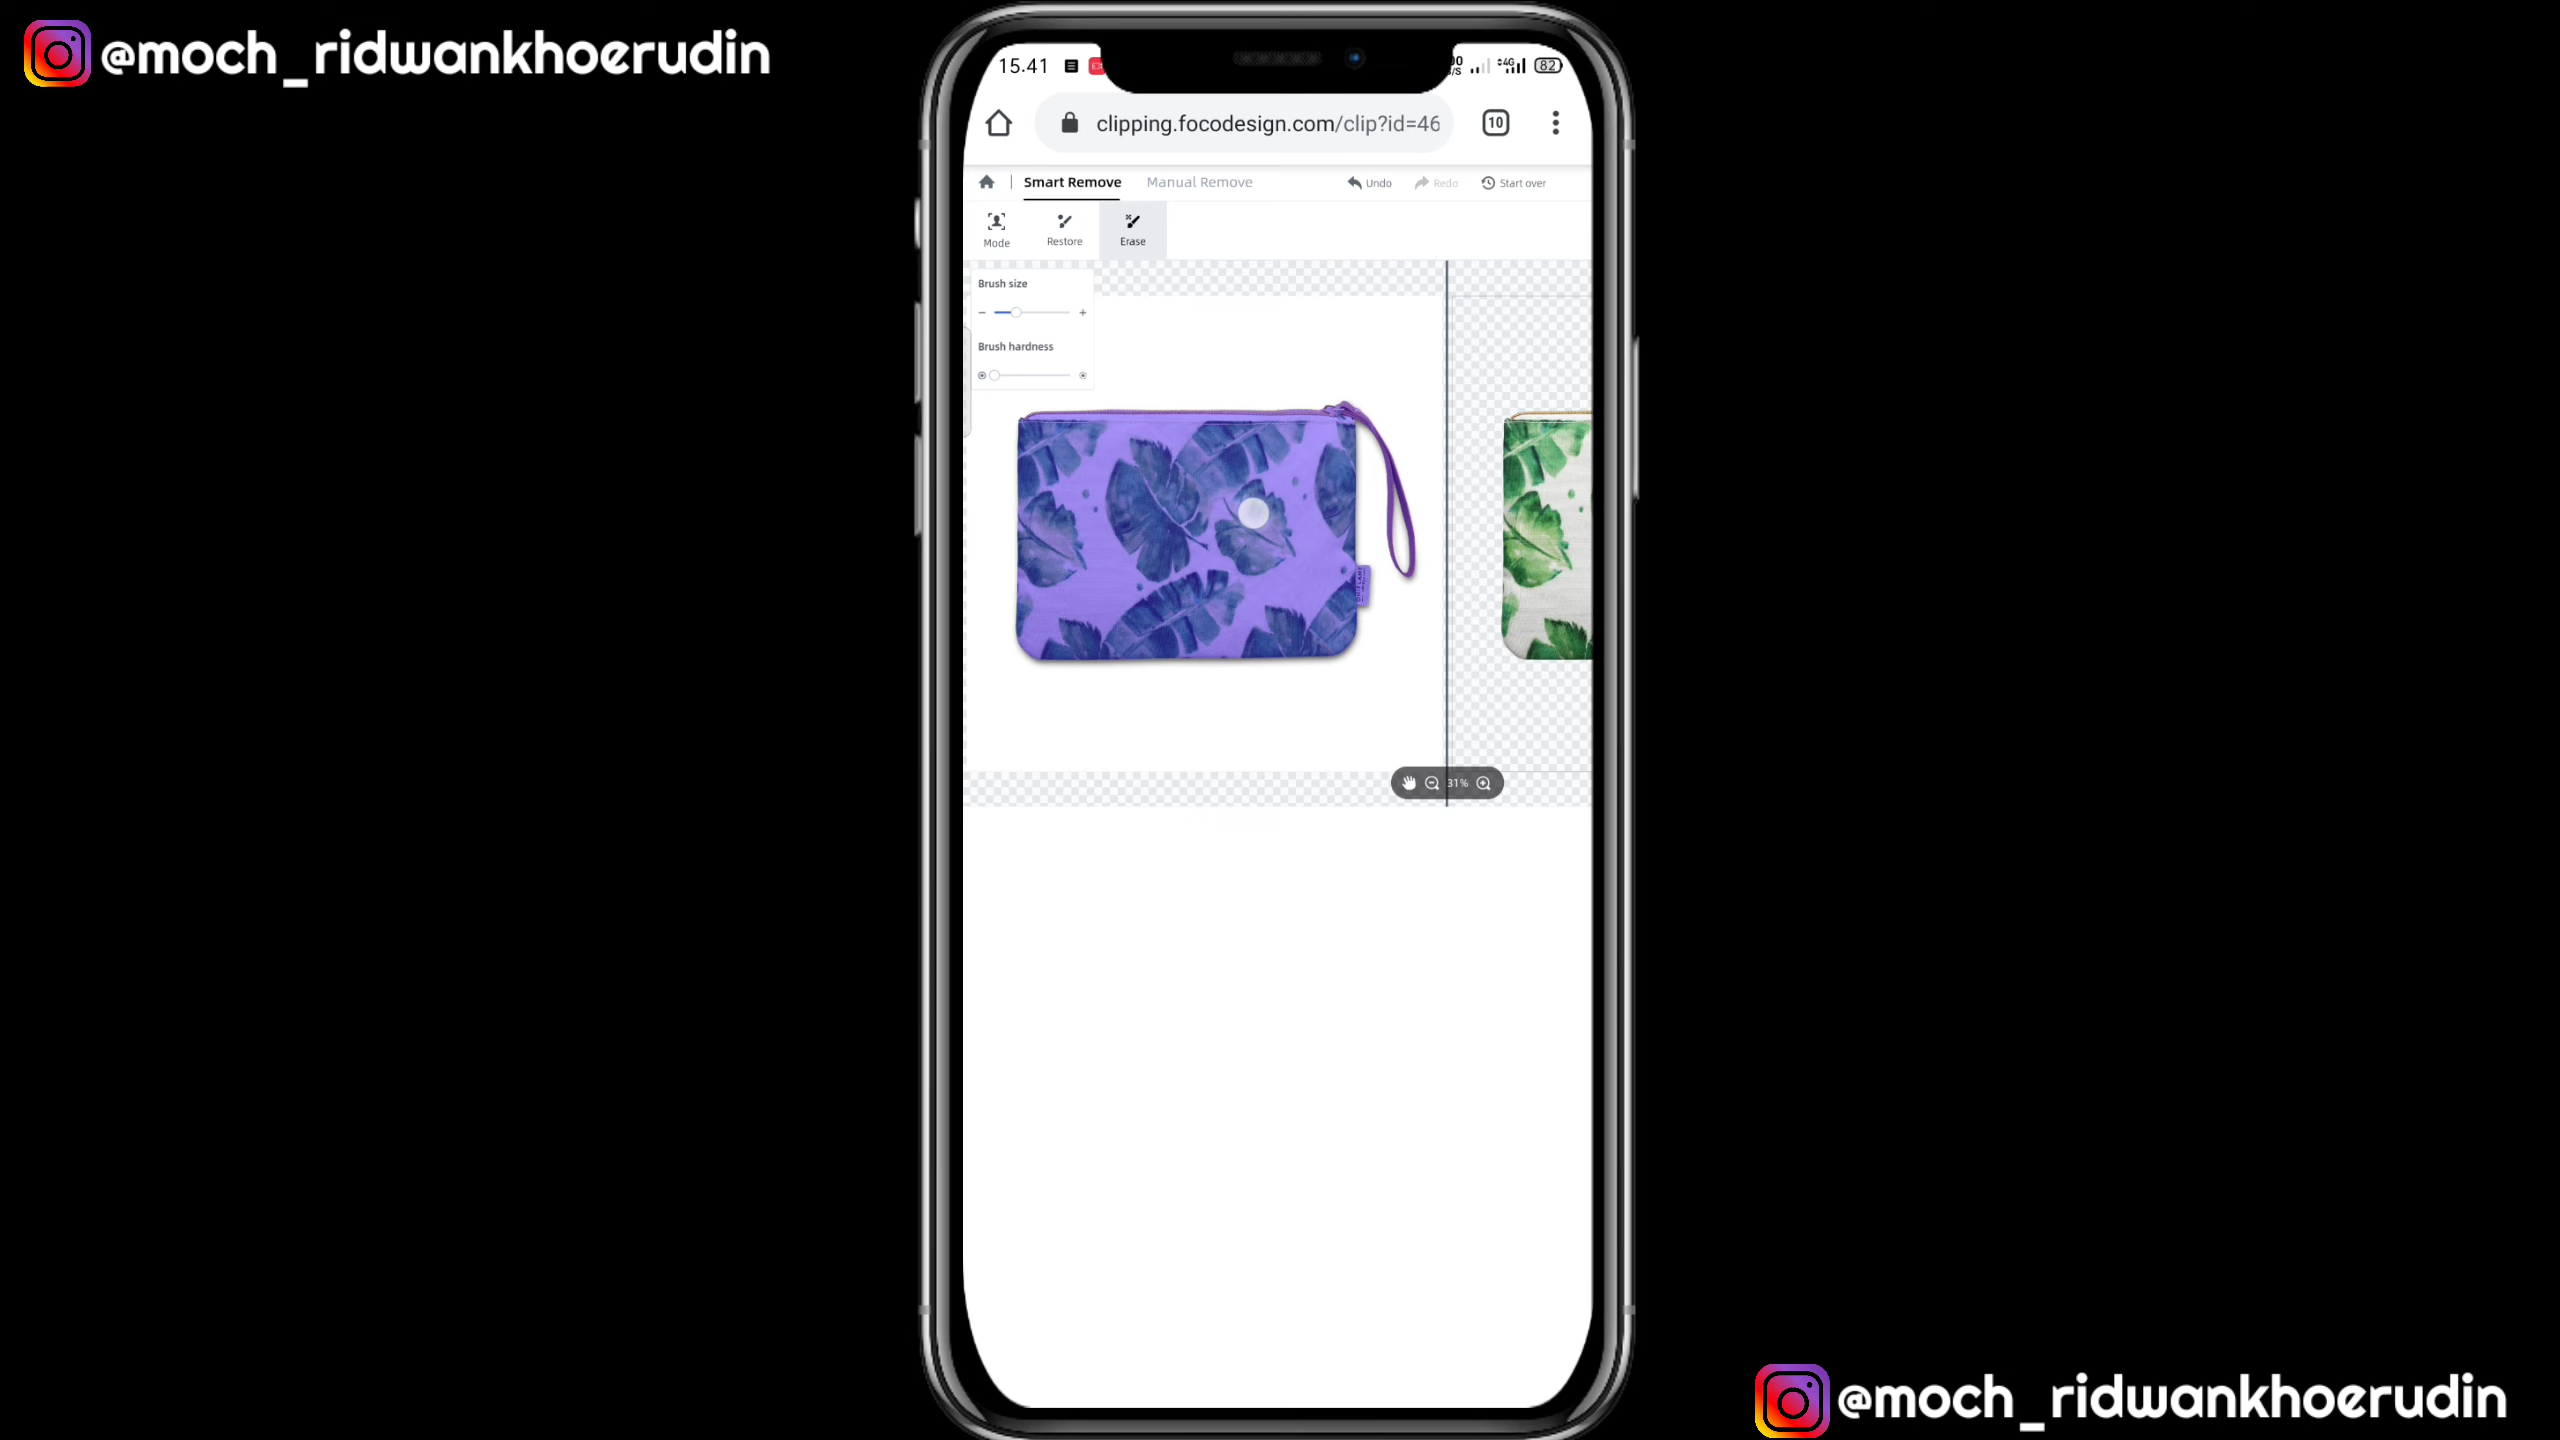 @moch_ridwankhoerudin
15.41
82
clipping.focodesign.com/clip?id=46
10
Smart Remove
Manual Remove
Undo
Redo
Start over
Mode
Restore
Erase
Brush size
Brush hardness
31%
@moch_ridwankhoerudin